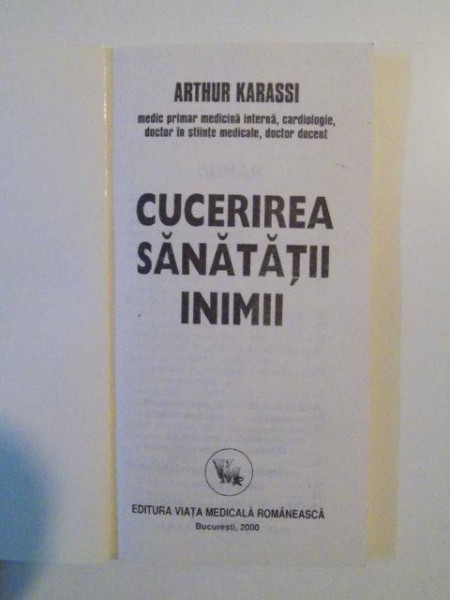 ARTHUR KARASSI
medic primar medicină internă, cardiologie,
doctor în științe medicale, doctor docent
CUCERIREA
SĂNĂTĂȚII
INIMII
EDITURA VIAȚA MEDICALĂ ROMÂNEASCĂ
București, 2000